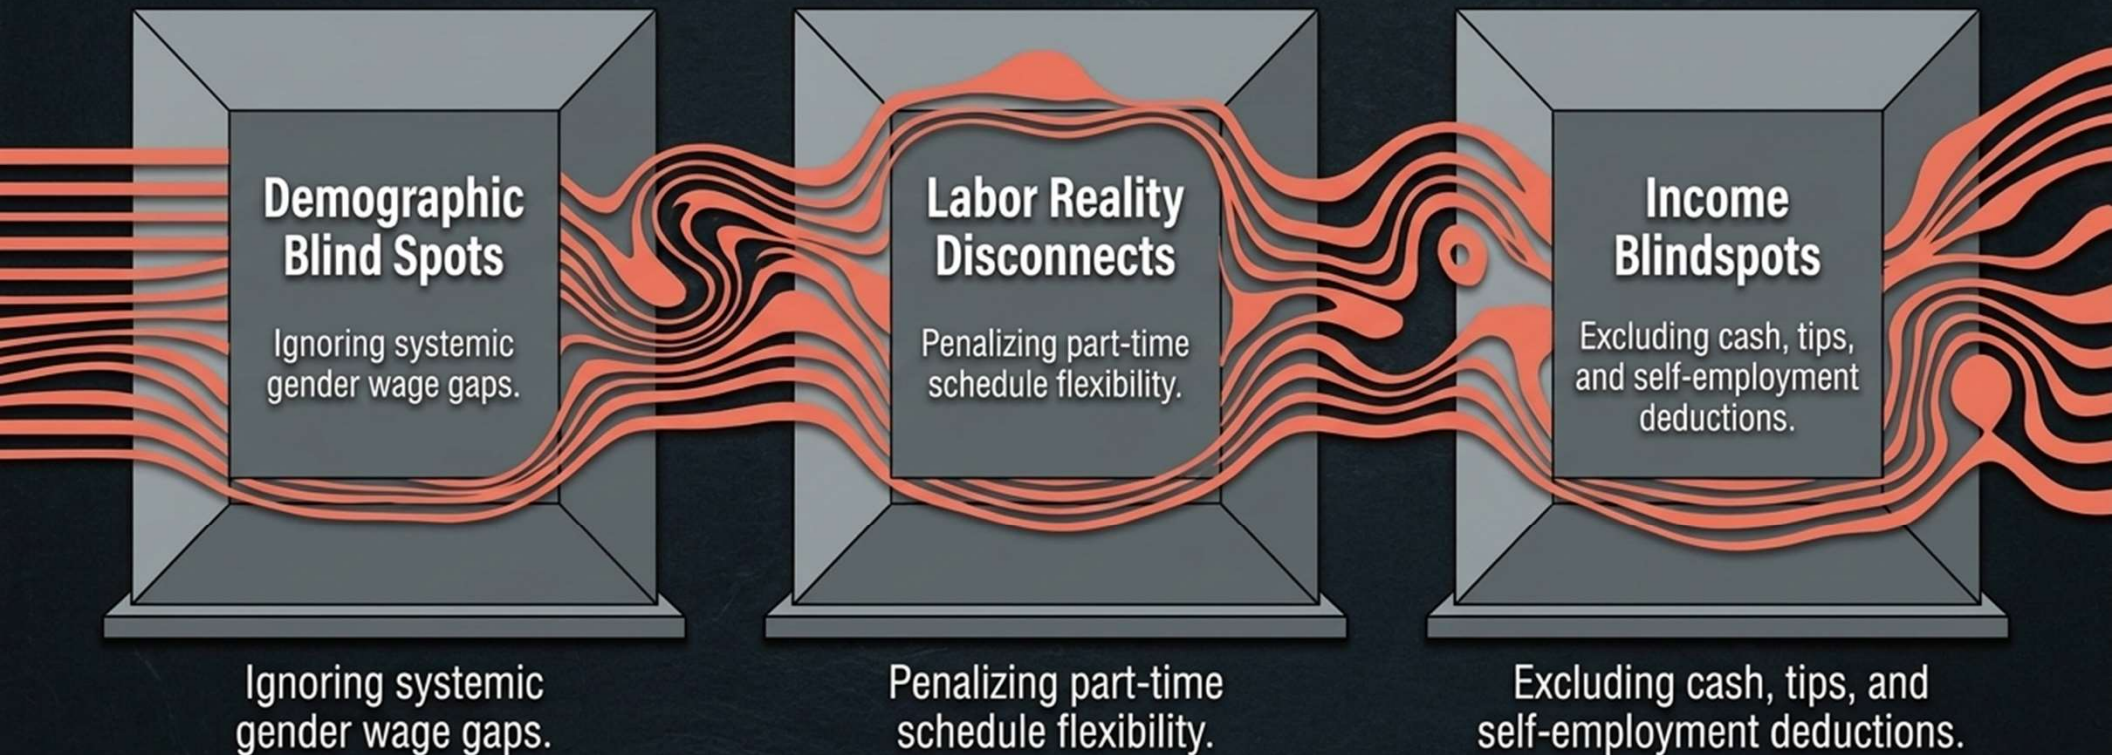 Demographic
Blind Spots
Ignoring systemic
gender wage gaps.
Labor Reality
Disconnects
Penalizing part-time
schedule flexibility.
Income
Blindspots
Excluding cash, tips,
and self-employment
deductions.
Ignoring systemic
gender wage gaps.
Penalizing part-time
schedule flexibility.
Excluding cash, tips, and
self-employment deductions.